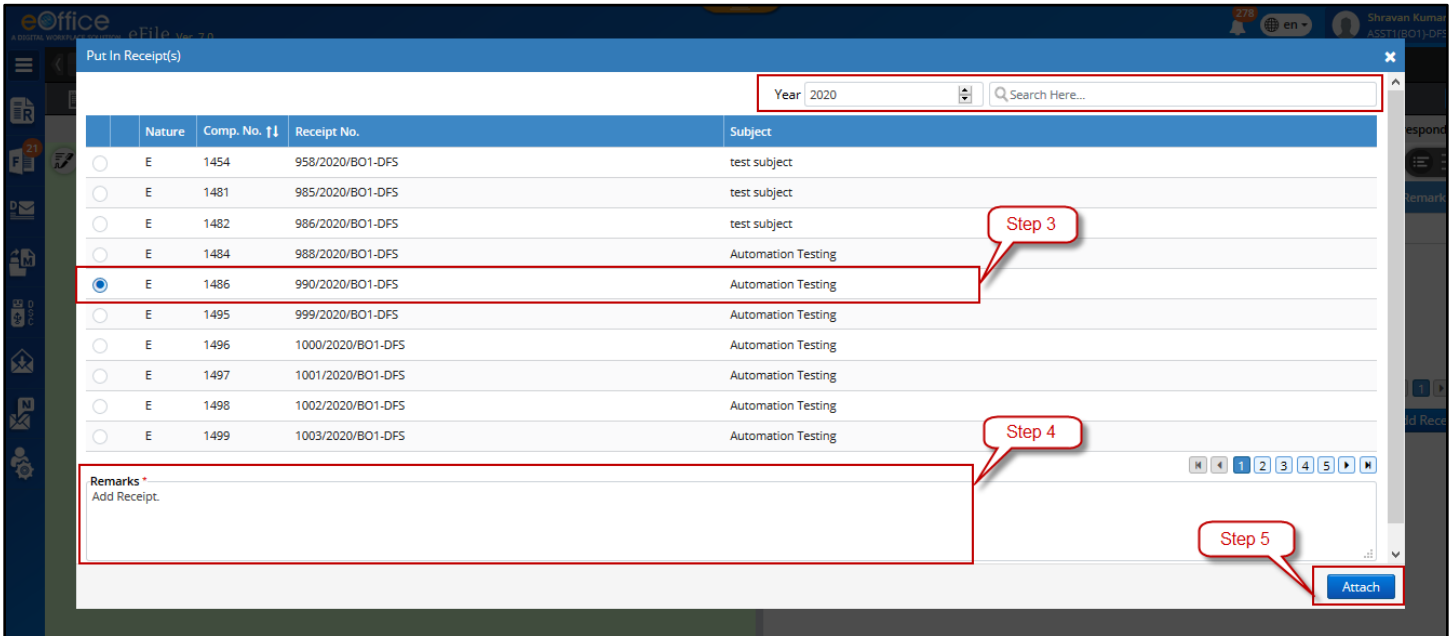 eOffice
A DIGITAL WORKPLACE SOLUTION eFile Ver. 7.0
278
en
Shravan Kumar
ASST1(BO1)-DFS
Put In Receipt(s)
Year 2020 Search Here...
Nature Comp. No. Receipt No. Subject
E 1454 958/2020/BO1-DFS test subject
E 1481 985/2020/BO1-DFS test subject
E 1482 986/2020/BO1-DFS test subject
Step 3
E 1484 988/2020/BO1-DFS Automation Testing
E 1486 990/2020/BO1-DFS Automation Testing
E 1495 999/2020/BO1-DFS Automation Testing
E 1496 1000/2020/BO1-DFS Automation Testing
E 1497 1001/2020/BO1-DFS Automation Testing
E 1498 1002/2020/BO1-DFS Automation Testing
E 1499 1003/2020/BO1-DFS Automation Testing
Step 4
1 2 3 4 5
Remarks *
Add Receipt.
Step 5
Attach
R
21
F
D
M
DSC
N
espond
Remark
1
dd Rece